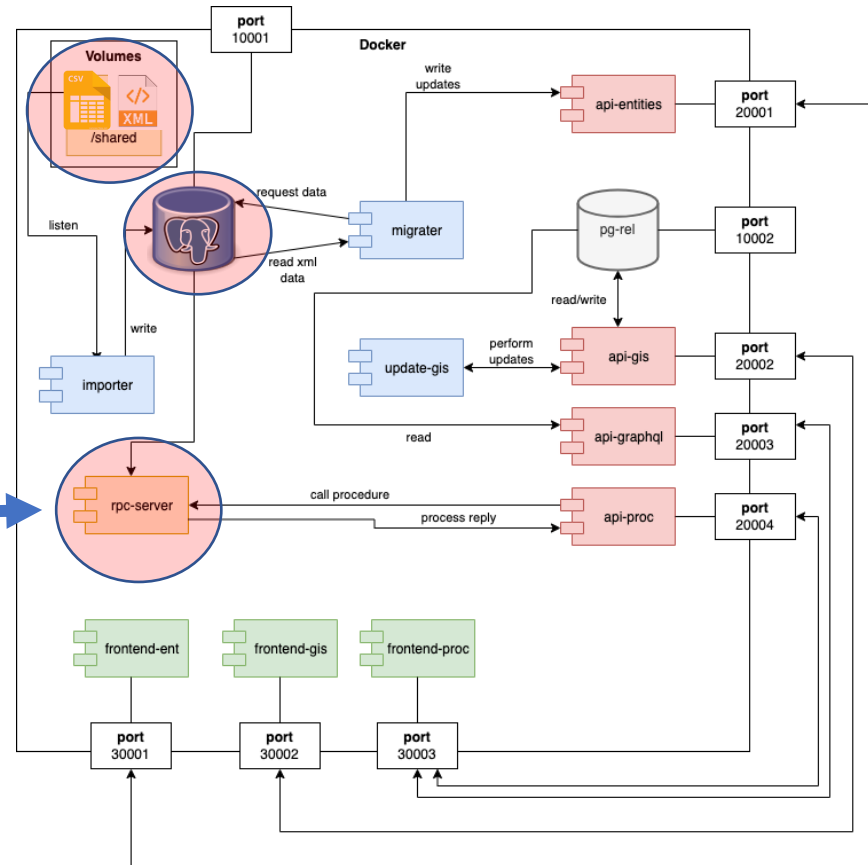 port
10001
Docker
Volumes
CSV
XML
/shared
write
updates
api-entities
port
20001
request data
migrater
pg-rel
port
10002
listen
read xml
data
read/write
write
importer
perform
updates
update-gis
api-gis
port
20002
read
api-graphql
port
20003
rpc-server
call procedure
process reply
api-proc
port
20004
frontend-ent
frontend-gis
frontend-proc
port
30001
port
30002
port
30003